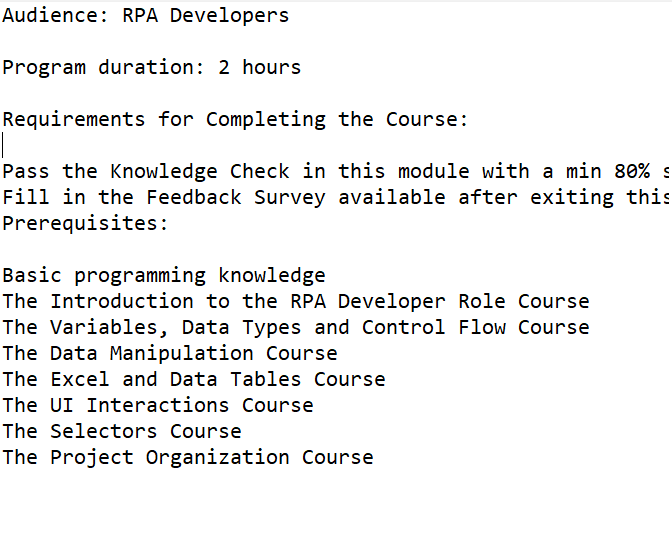 Audience: RPA Developers
Program duration: 2 hours
Requirements for Completing the Course:
Pass the Knowledge Check in this module with a min 80%
Fill in the Feedback Survey available after exiting this
Prerequisites:
Basic programming knowledge
The Introduction to the RPA Developer Role Course
The Variables, Data Types and Control Flow Course
The Data Manipulation Course
The Excel and Data Tables Course
The UI Interactions Course
The Selectors Course
The Project Organization Course